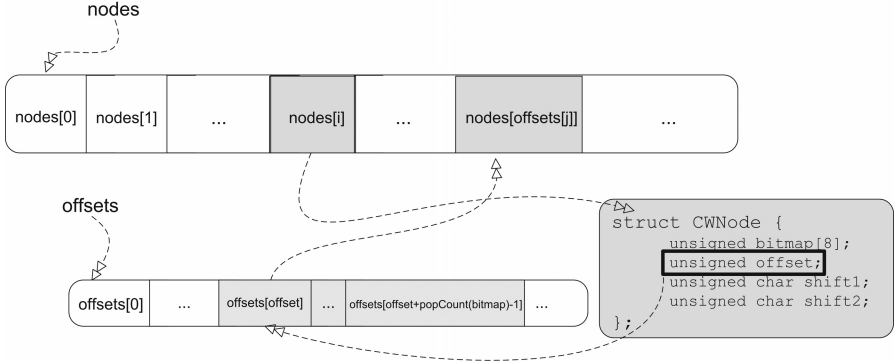 nodes
nodes[0] nodes[1] ... nodes[i] ... nodes[offsets[j]] ...
offsets
offsets[0] ... offsets[offset] ... offsets[offset+popCount(bitmap)-1] ...
struct CWNode {
unsigned bitmap[8];
unsigned offset;
unsigned char shift1;
unsigned char shift2;
};